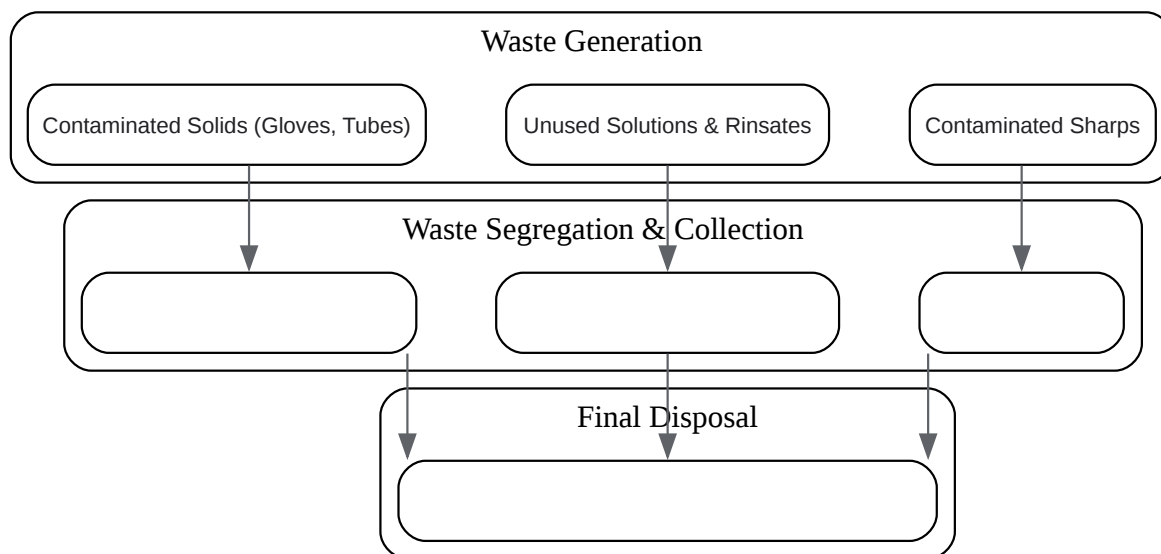 Waste Generation
Contaminated Solids (Gloves, Tubes)
Unused Solutions & Rinsates
Contaminated Sharps
Waste Segregation & Collection
Final Disposal